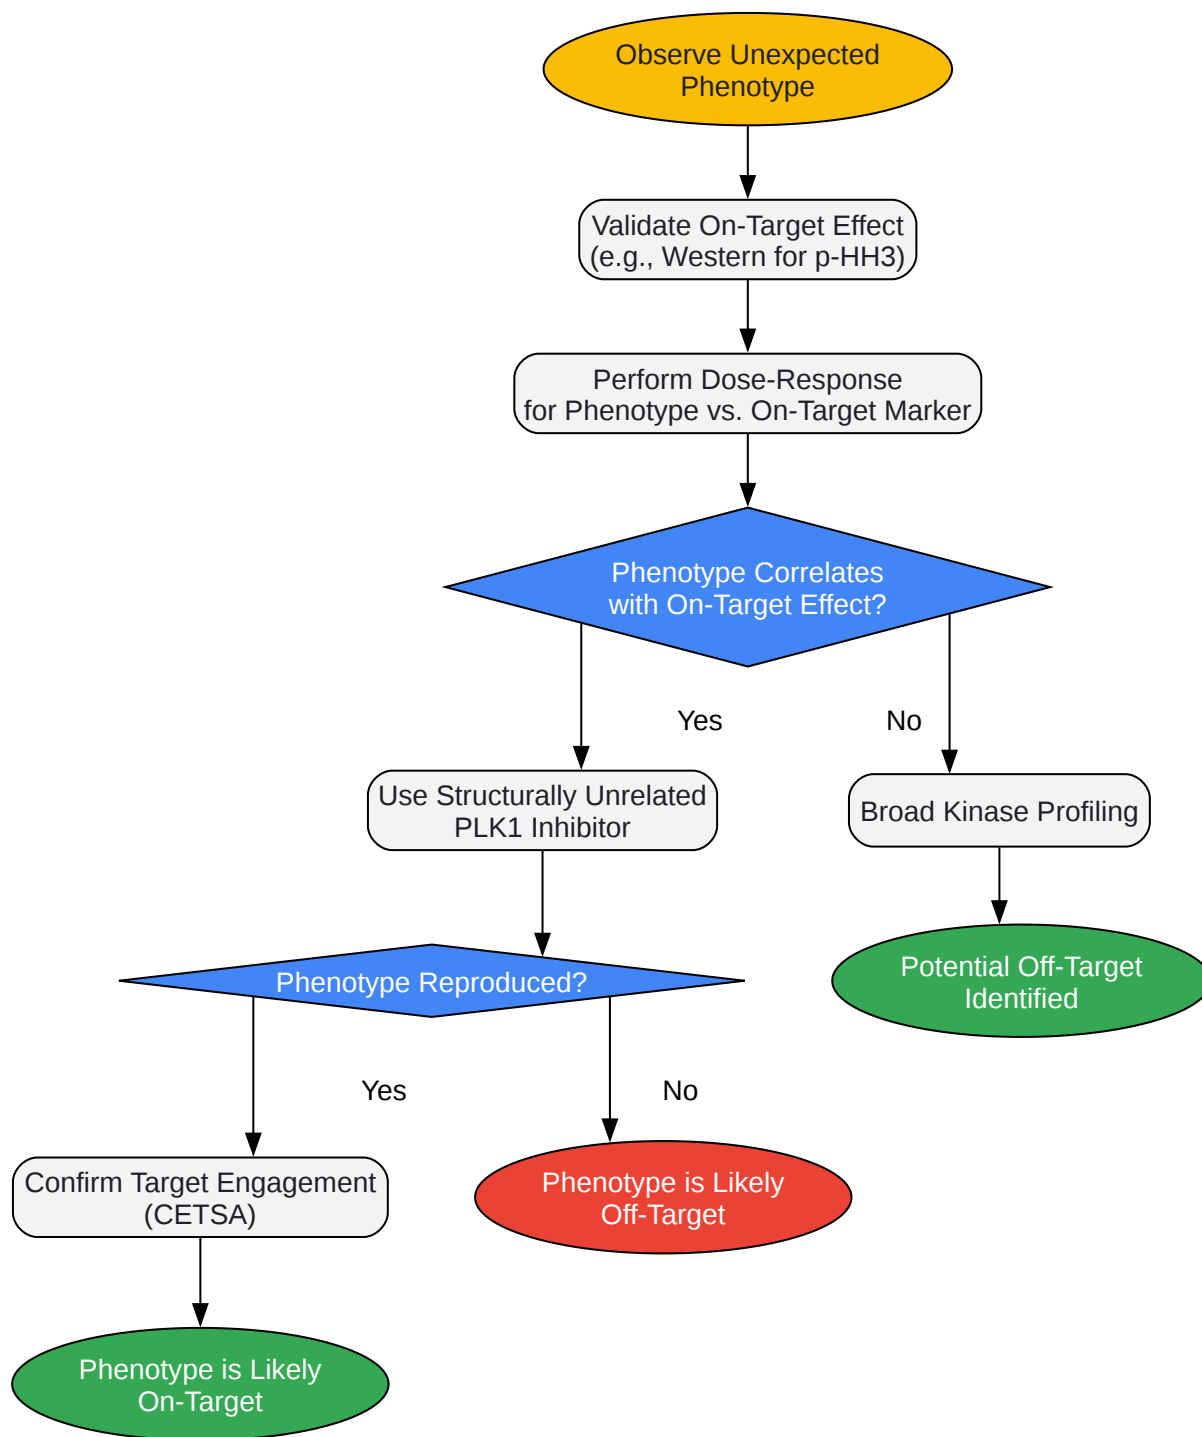 Observe Unexpected
Phenotype
Validate On-Target Effect
(e.g., Western for p-HH3)
Perform Dose-Response
for Phenotype vs. On-Target Marker
Phenotype Correlates
with On-Target Effect?
Yes
No
Use Structurally Unrelated
PLK1 Inhibitor
Broad Kinase Profiling
Phenotype Reproduced?
Potential Off-Target
Identified
Yes
No
Confirm Target Engagement
(CETSA)
Phenotype is Likely
Off-Target
Phenotype is Likely
On-Target